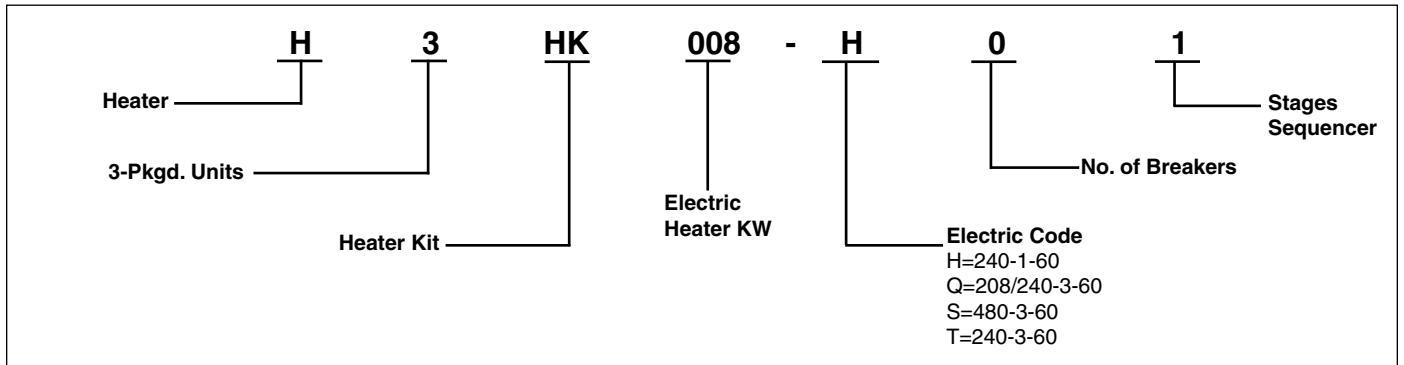 H 3 HK 008 - H 0 1
Heater
Stages
Sequencer
3-Pkgd. Units
No. of Breakers
Electric
Heater KW
Heater Kit
Electric Code
H=240-1-60
Q=208/240-3-60
S=480-3-60
T=240-3-60